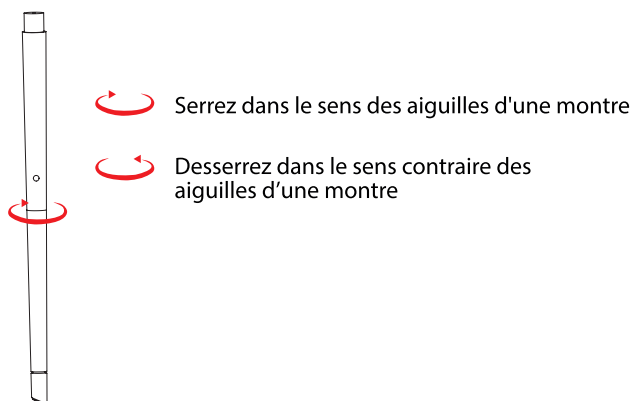 Serrez dans le sens des aiguilles d'une montre
Desserrez dans le sens contraire des
aiguilles d’une montre